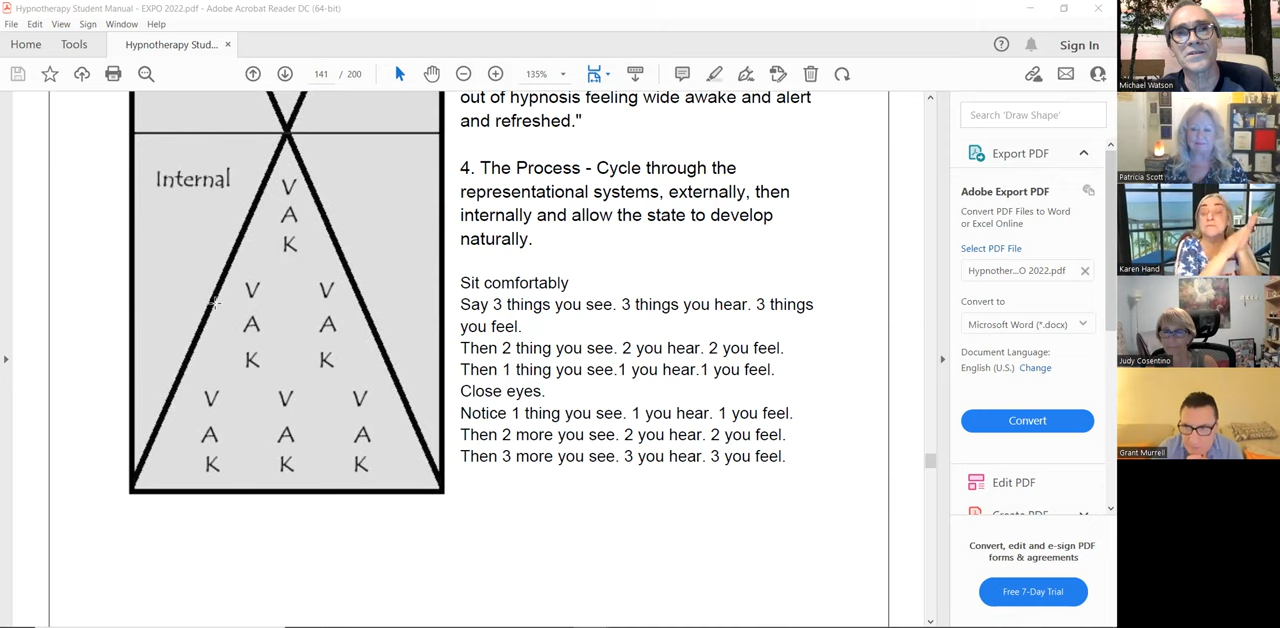 Hypnotherapy Student Manual - EXPO 2022.pdf - Adobe Acrobat Reader DC (64-bit)
File Edit View Sign Window Help
Home Tools Hypnotherapy Stud... × Sign In
141 / 200 135%
out of hypnosis feeling wide awake and alert
and refreshed."
4. The Process - Cycle through the
representational systems, externally, then
internally and allow the state to develop
naturally.
Sit comfortably
Say 3 things you see. 3 things you hear. 3 things
you feel.
Then 2 thing you see. 2 you hear. 2 you feel.
Then 1 thing you see.1 you hear.1 you feel.
Close eyes.
Notice 1 thing you see. 1 you hear. 1 you feel.
Then 2 more you see. 2 you hear. 2 you feel.
Then 3 more you see. 3 you hear. 3 you feel.
Internal
V
A
K
V V
A A
K K
V V V
A A A
K K K
Search 'Draw Shape'
Export PDF
Adobe Export PDF
Convert PDF Files to Word
or Excel Online
Select PDF File
Hypnother...O 2022.pdf
Convert to
Microsoft Word (*.docx)
Document Language:
English (U.S.) Change
Convert
Edit PDF
Create PDF
Convert, edit and e-sign PDF
forms & agreements
Free 7-Day Trial
Michael Watson
Patricia Scott
Karen Hand
Judy Cosentino
Grant Murrell